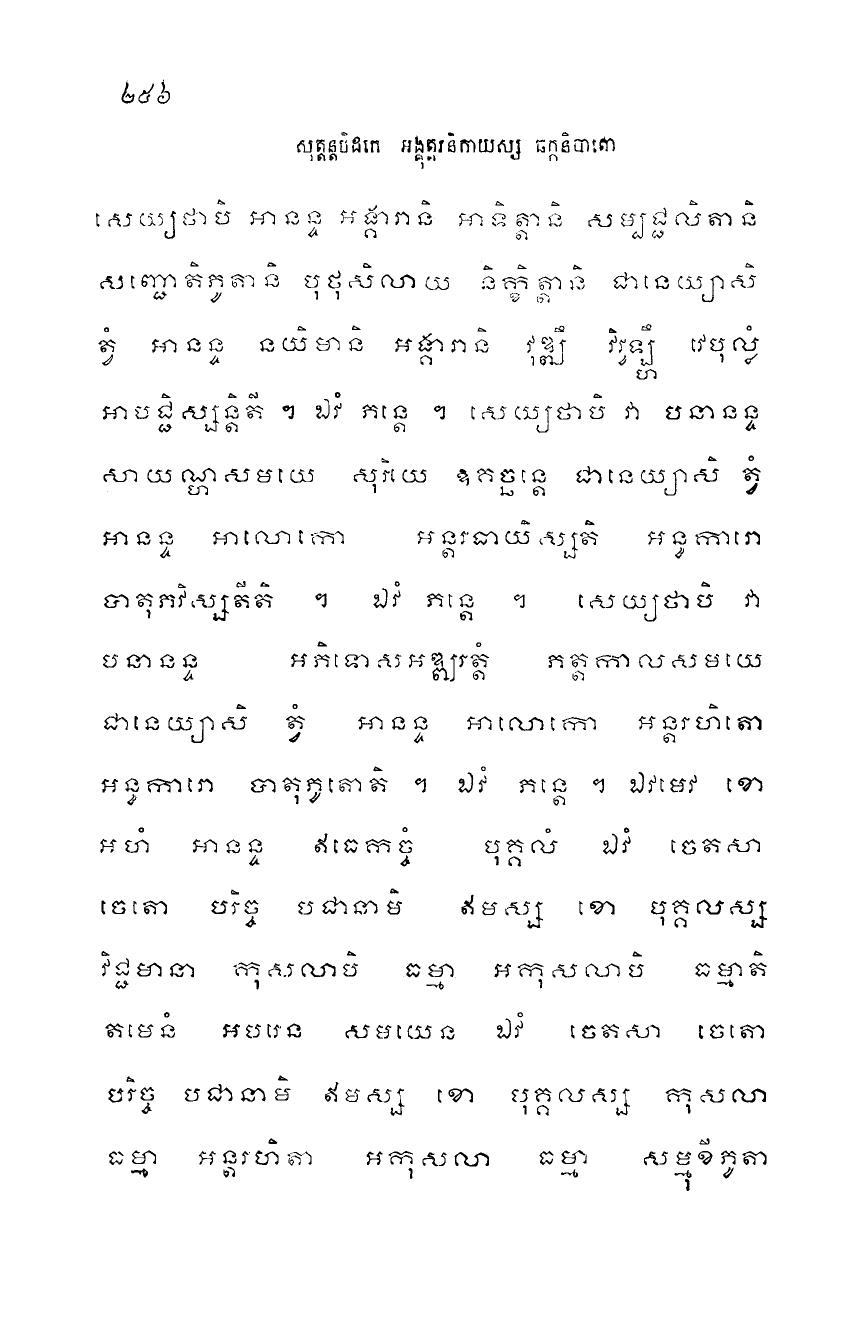 ២៥៦
សុត្តន្តបិដកេ អង្គុត្តរនិកាយស្ស ឆក្កនិបាតោ
សេយ្យថាបិ អានន្ទ អង្គារានិ អាទិត្តានិ សម្បជ្ជលិតានិ
សញ្ជោតិភូតានិ បុថុសិលាយ និក្ខិត្តានិ ជានេយ្យាសិ
ត្វំ អានន្ទ នយិមានិ អង្គារានិ វុឌ្ឍឹ វិរូឡ្ហឹ វេបុល្លំ
អាបជ្ជិស្សន្តីតិ ។ ឯវំ ភន្តេ ។ សេយ្យថាបិ វា បនានន្ទ
សាយណ្ហសមយេ សុរិយេ ឱគច្ឆន្តេ ជានេយ្យាសិ ត្វំ
អានន្ទ អាលោកោ អន្តរធាយិស្សតិ អន្ធការោ
បាតុភវិស្សតីតិ ។ ឯវំ ភន្តេ ។ សេយ្យថាបិ វា
បនានន្ទ អភិទោសអឌ្ឍរត្តំ ភត្តកាលសមយេ
ជានេយ្យាសិ ត្វំ អានន្ទ អាលោកោ អន្តរហិតោ
អន្ធការោ បាតុភូតោតិ ។ ឯវំ ភន្តេ ។ ឯវមេវ ខោ
អហំ អានន្ទ ឥធេកច្ចំ បុគ្គលំ ឯវំ ចេតសា
ចេតោ បរិច្ច បជានាមិ ឥមស្ស ខោ បុគ្គលស្ស
វិជ្ជមានា កុសលាបិ ធម្មា អកុសលាបិ ធម្មាតិ
តមេនំ អបរេន សមយេន ឯវំ ចេតសា ចេតោ
បរិច្ច បជានាមិ ឥមស្ស ខោ បុគ្គលស្ស កុសលា
ធម្មា អន្តរហិតា អកុសលា ធម្មា សម្មុខីភូតា